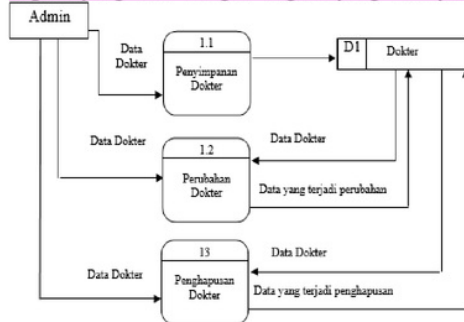 Admin
Data
Dokter
1.1
Penyimpanan
Dokter
D1
Dokter
Data Dokter
1.2
Perubahan
Dokter
Data Dokter
Data yang terjadi perubahan
Data Dokter
13
Penghapusan
Dokter
Data Dokter
Data yang terjadi penghapusan